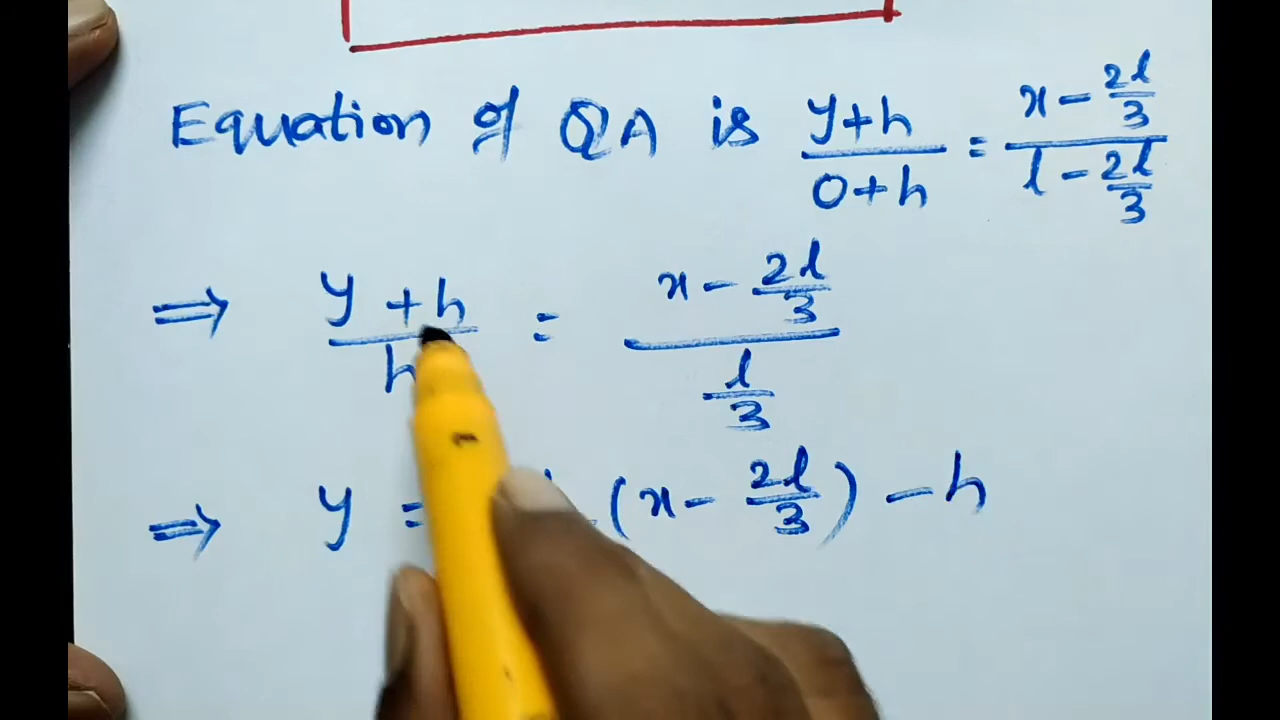 Equation of QA is (y+h)/(0+h) = (x - 2l/3)/(l - 2l/3)
⇒ (y+h)/h = (x - 2l/3)/(l/3)
⇒ y = (x - 2l/3) - h